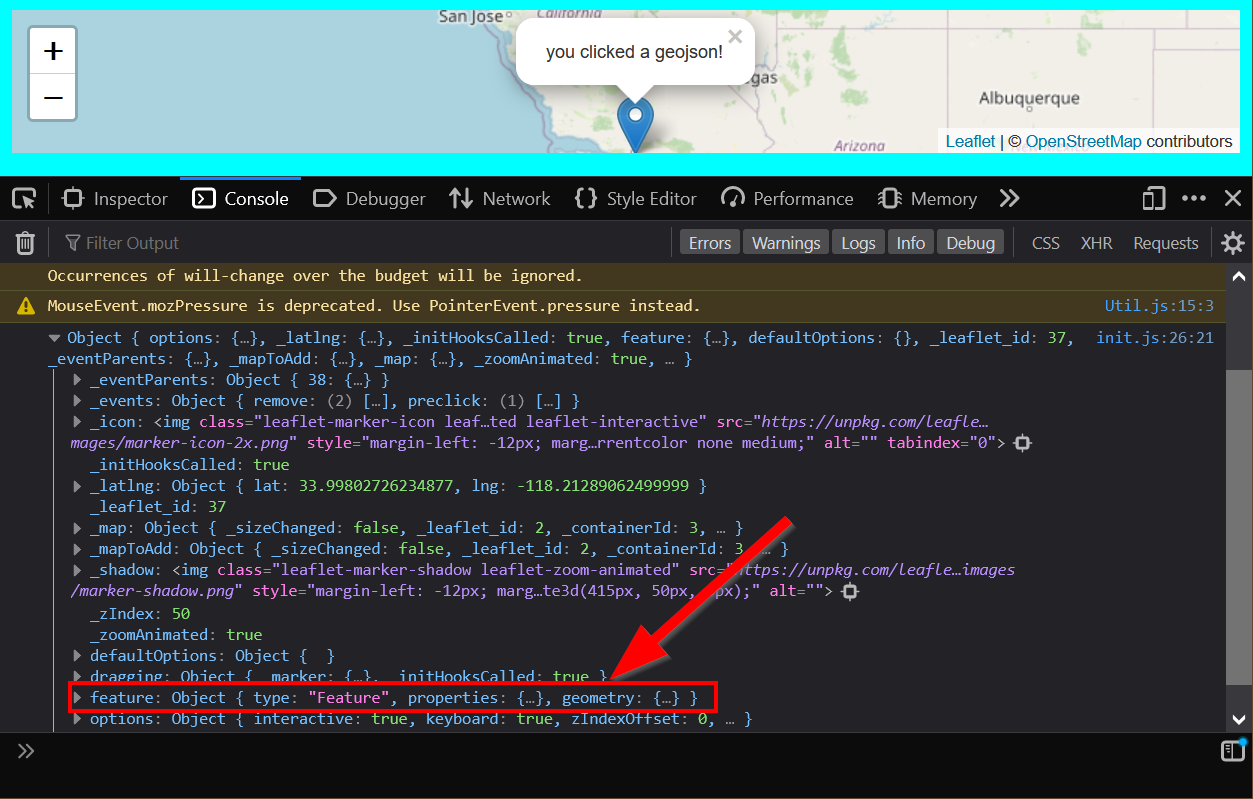 San Jose
California
+
you clicked a geojson!
×
gas
−
Albuquerque
Arizona
Leaflet | © OpenStreetMap contributors
Inspector Console Debugger Network Style Editor Performance Memory
Filter Output Errors Warnings Logs Info Debug CSS XHR Requests
Occurrences of will-change over the budget will be ignored.
MouseEvent.mozPressure is deprecated. Use PointerEvent.pressure instead. Util.js:15:3
Object { options: {…}, _latlng: {…}, _initHooksCalled: true, feature: {…}, defaultOptions: {}, _leaflet_id: 37, init.js:26:21
_eventParents: {…}, _mapToAdd: {…}, _map: {…}, _zoomAnimated: true, … }
_eventParents: Object { 38: {…} }
_events: Object { remove: (2) […], preclick: (1) […] }
_icon: <img class="leaflet-marker-icon leaf…ted leaflet-interactive" src="https://unpkg.com/leafle…
mages/marker-icon-2x.png" style="margin-left: -12px; marg…rrentcolor none medium;" alt="" tabindex="0">
_initHooksCalled: true
_latlng: Object { lat: 33.99802726234877, lng: -118.21289062499999 }
_leaflet_id: 37
_map: Object { _sizeChanged: false, _leaflet_id: 2, _containerId: 3, … }
_mapToAdd: Object { _sizeChanged: false, _leaflet_id: 2, _containerId: 3 … }
_shadow: <img class="leaflet-marker-shadow leaflet-zoom-animated" src="https://unpkg.com/leafle…images
/marker-shadow.png" style="margin-left: -12px; marg…te3d(415px, 50px, px);" alt="">
_zIndex: 50
_zoomAnimated: true
defaultOptions: Object {  }
dragging: Object { _marker: {…}, _initHooksCalled: true }
feature: Object { type: "Feature", properties: {…}, geometry: {…} }
options: Object { interactive: true, keyboard: true, zIndexOffset: 0, … }